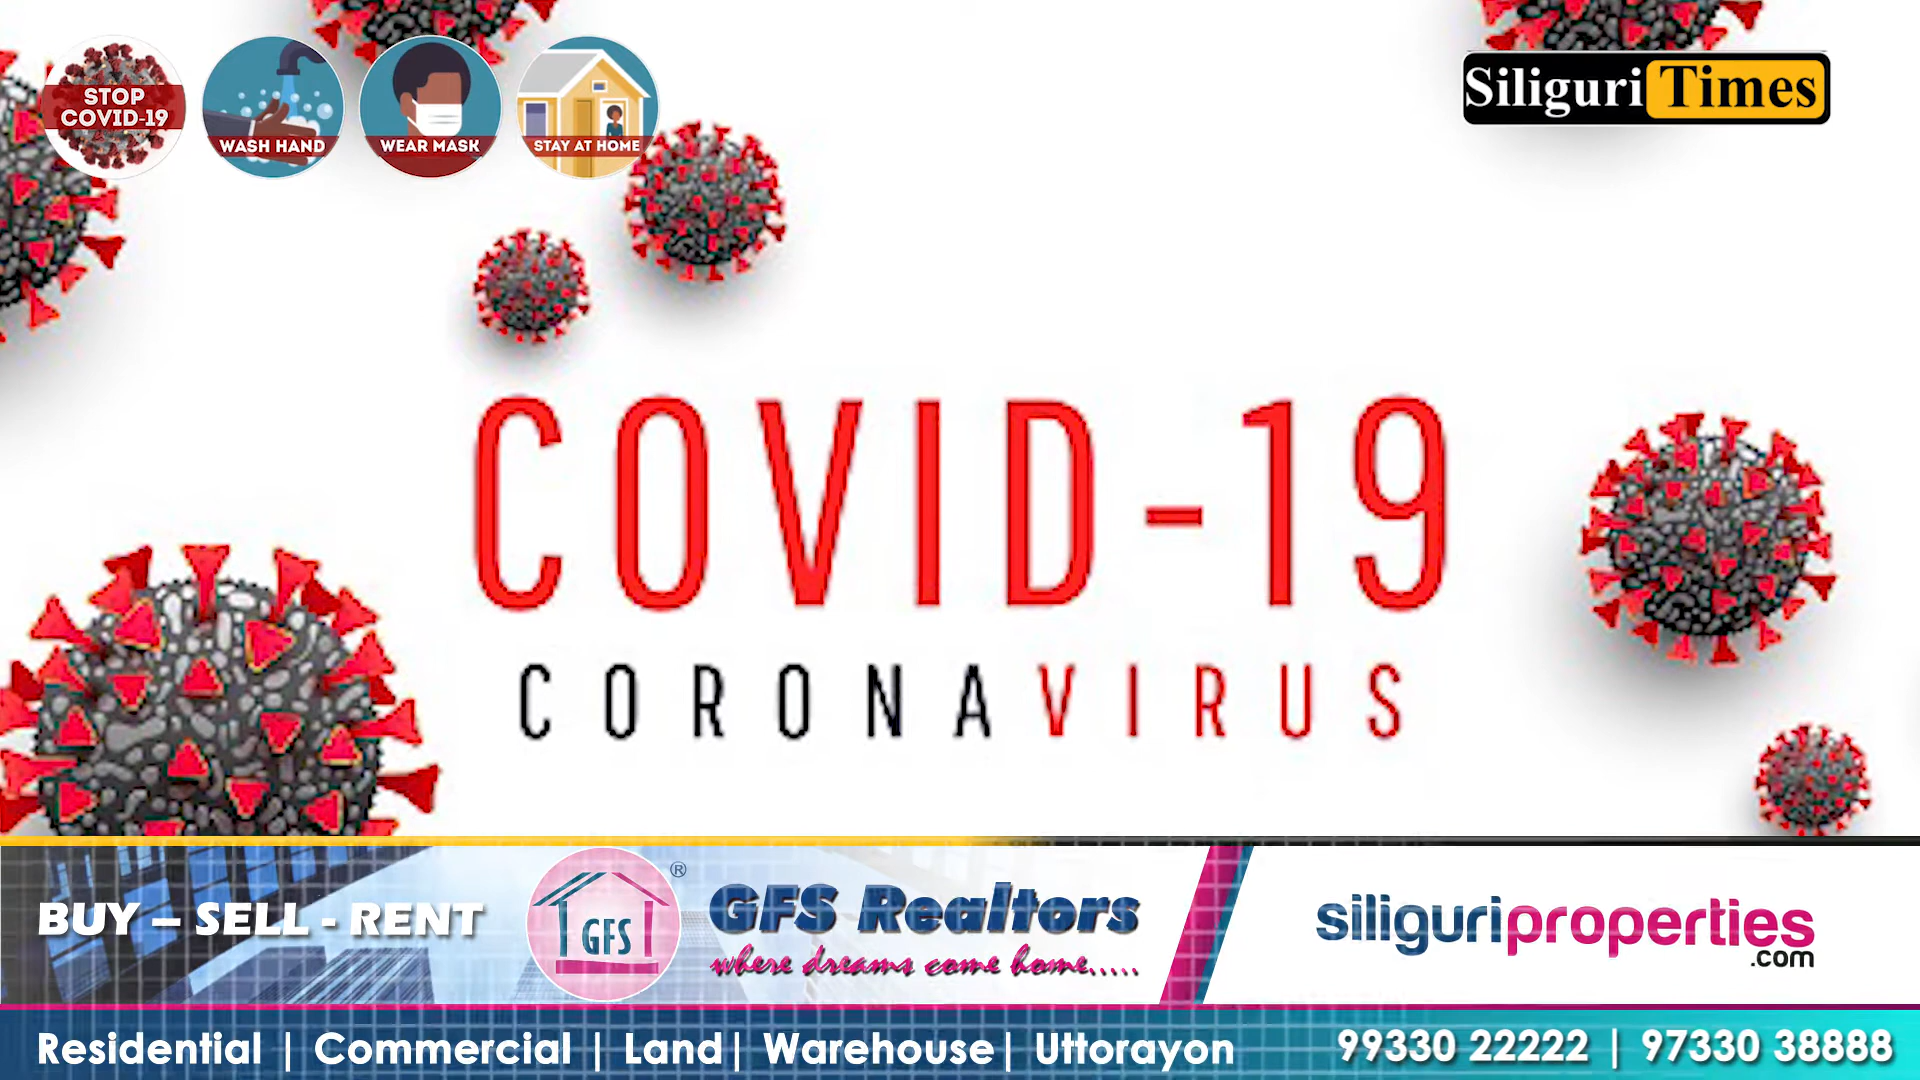 STOP
COVID-19
WASH HAND
WEAR MASK
STAY AT HOME
Siliguri Times
COVID-19
CORONAVIRUS
BUY – SELL - RENT
GFS
®
GFS Realtors
where dreams come home.....
siliguriproperties
.com
Residential | Commercial | Land | Warehouse | Uttorayon
99330 22222 | 97330 38888